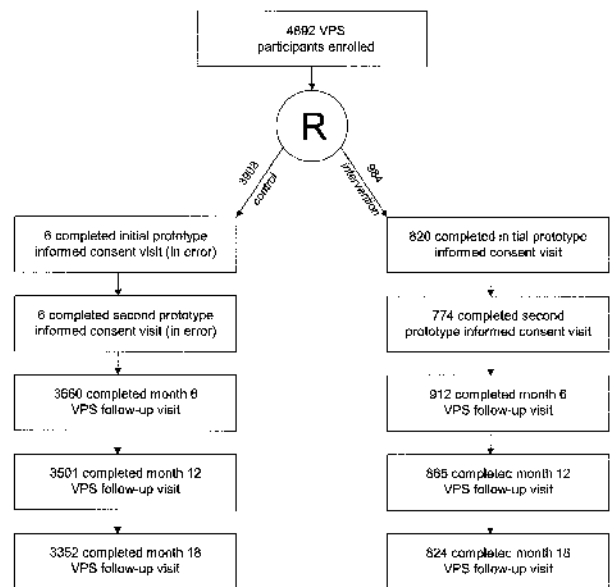 4892 VPS
participants enrolled
R
3908
control
984
intervention
6 completed initial prototype
informed consent visit (in error)
820 completed initial prototype
informed consent visit
6 completed second prototype
informed consent visit (in error)
774 completed second
prototype informed consent visit
3660 completed month 6
VPS follow-up visit
912 completed month 6
VPS follow-up visit
3501 completed month 12
VPS follow-up visit
865 completed month 12
VPS follow-up visit
3352 completed month 18
VPS follow-up visit
824 completed month 18
VPS follow-up visit